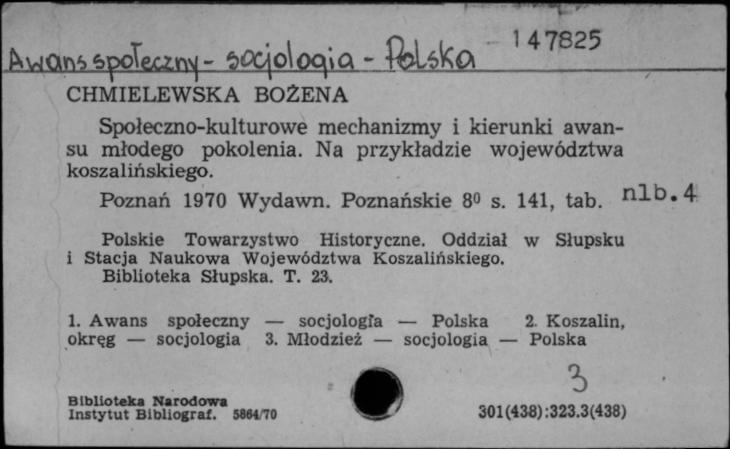 147825
Awans społeczny - socjologia - Polska
CHMIELEWSKA BOŻENA
Społeczno-kulturowe mechanizmy i kierunki awan-
su młodego pokolenia. Na przykładzie województwa
koszalińskiego.
Poznań 1970 Wydawn. Poznańskie 8⁰ s. 141, tab. nlb. 4
Polskie Towarzystwo Historyczne. Oddział w Słupsku
i Stacja Naukowa Województwa Koszalińskiego.
Biblioteka Słupska. T. 23.
1. Awans społeczny — socjologia — Polska 2. Koszalin,
okręg — socjologia 3. Młodzież — socjologia — Polska
3
Biblioteka Narodowa
Instytut Bibliograf. 5864/70 301(438):323.3(438)